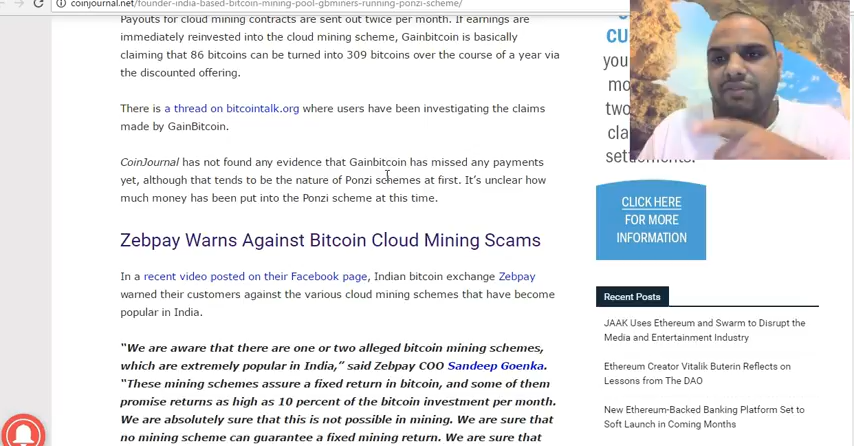 coinjournal.net/founder-india-based-bitcoin-mining-pool-gbminers-running-ponzi-scheme/
Payouts for cloud mining contracts are sent out twice per month. If earnings are
immediately reinvested into the cloud mining scheme, Gainbitcoin is basically
claiming that 86 bitcoins can be turned into 309 bitcoins over the course of a year via
the discounted offering.
There is a thread on bitcointalk.org where users have been investigating the claims
made by GainBitcoin.
CoinJournal has not found any evidence that Gainbitcoin has missed any payments
yet, although that tends to be the nature of Ponzi schemes at first. It's unclear how
much money has been put into the Ponzi scheme at this time.
Zebpay Warns Against Bitcoin Cloud Mining Scams
In a recent video posted on their Facebook page, Indian bitcoin exchange Zebpay
warned their customers against the various cloud mining schemes that have become
popular in India.
“We are aware that there are one or two alleged bitcoin mining schemes,
which are extremely popular in India,” said Zebpay COO Sandeep Goenka.
“These mining schemes assure a fixed return in bitcoin, and some of them
promise returns as high as 10 percent of the bitcoin investment per month.
We are absolutely sure that this is not possible in mining. We are sure that
no mining scheme can guarantee a fixed mining return. We are sure that
cu
you
mo
two
cla
CLICK HERE
FOR MORE
INFORMATION
Recent Posts
JAAK Uses Ethereum and Swarm to Disrupt the
Media and Entertainment Industry
Ethereum Creator Vitalik Buterin Reflects on
Lessons from The DAO
New Ethereum-Backed Banking Platform Set to
Soft Launch in Coming Months